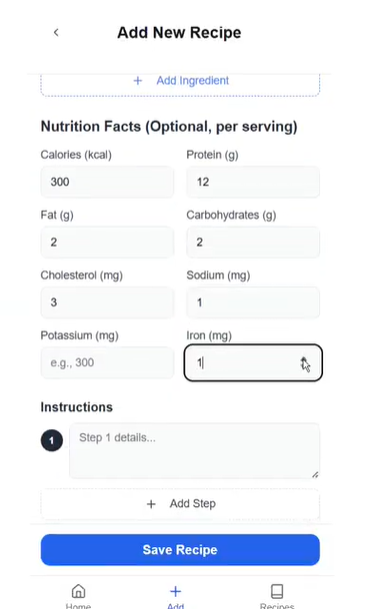 Add New Recipe
+ Add Ingredient
Nutrition Facts (Optional, per serving)
Calories (kcal) Protein (g)
300 12
Fat (g) Carbohydrates (g)
2 2
Cholesterol (mg) Sodium (mg)
3 1
Potassium (mg) Iron (mg)
e.g., 300 1
Instructions
1 Step 1 details...
+ Add Step
Save Recipe
Home Add Recipes